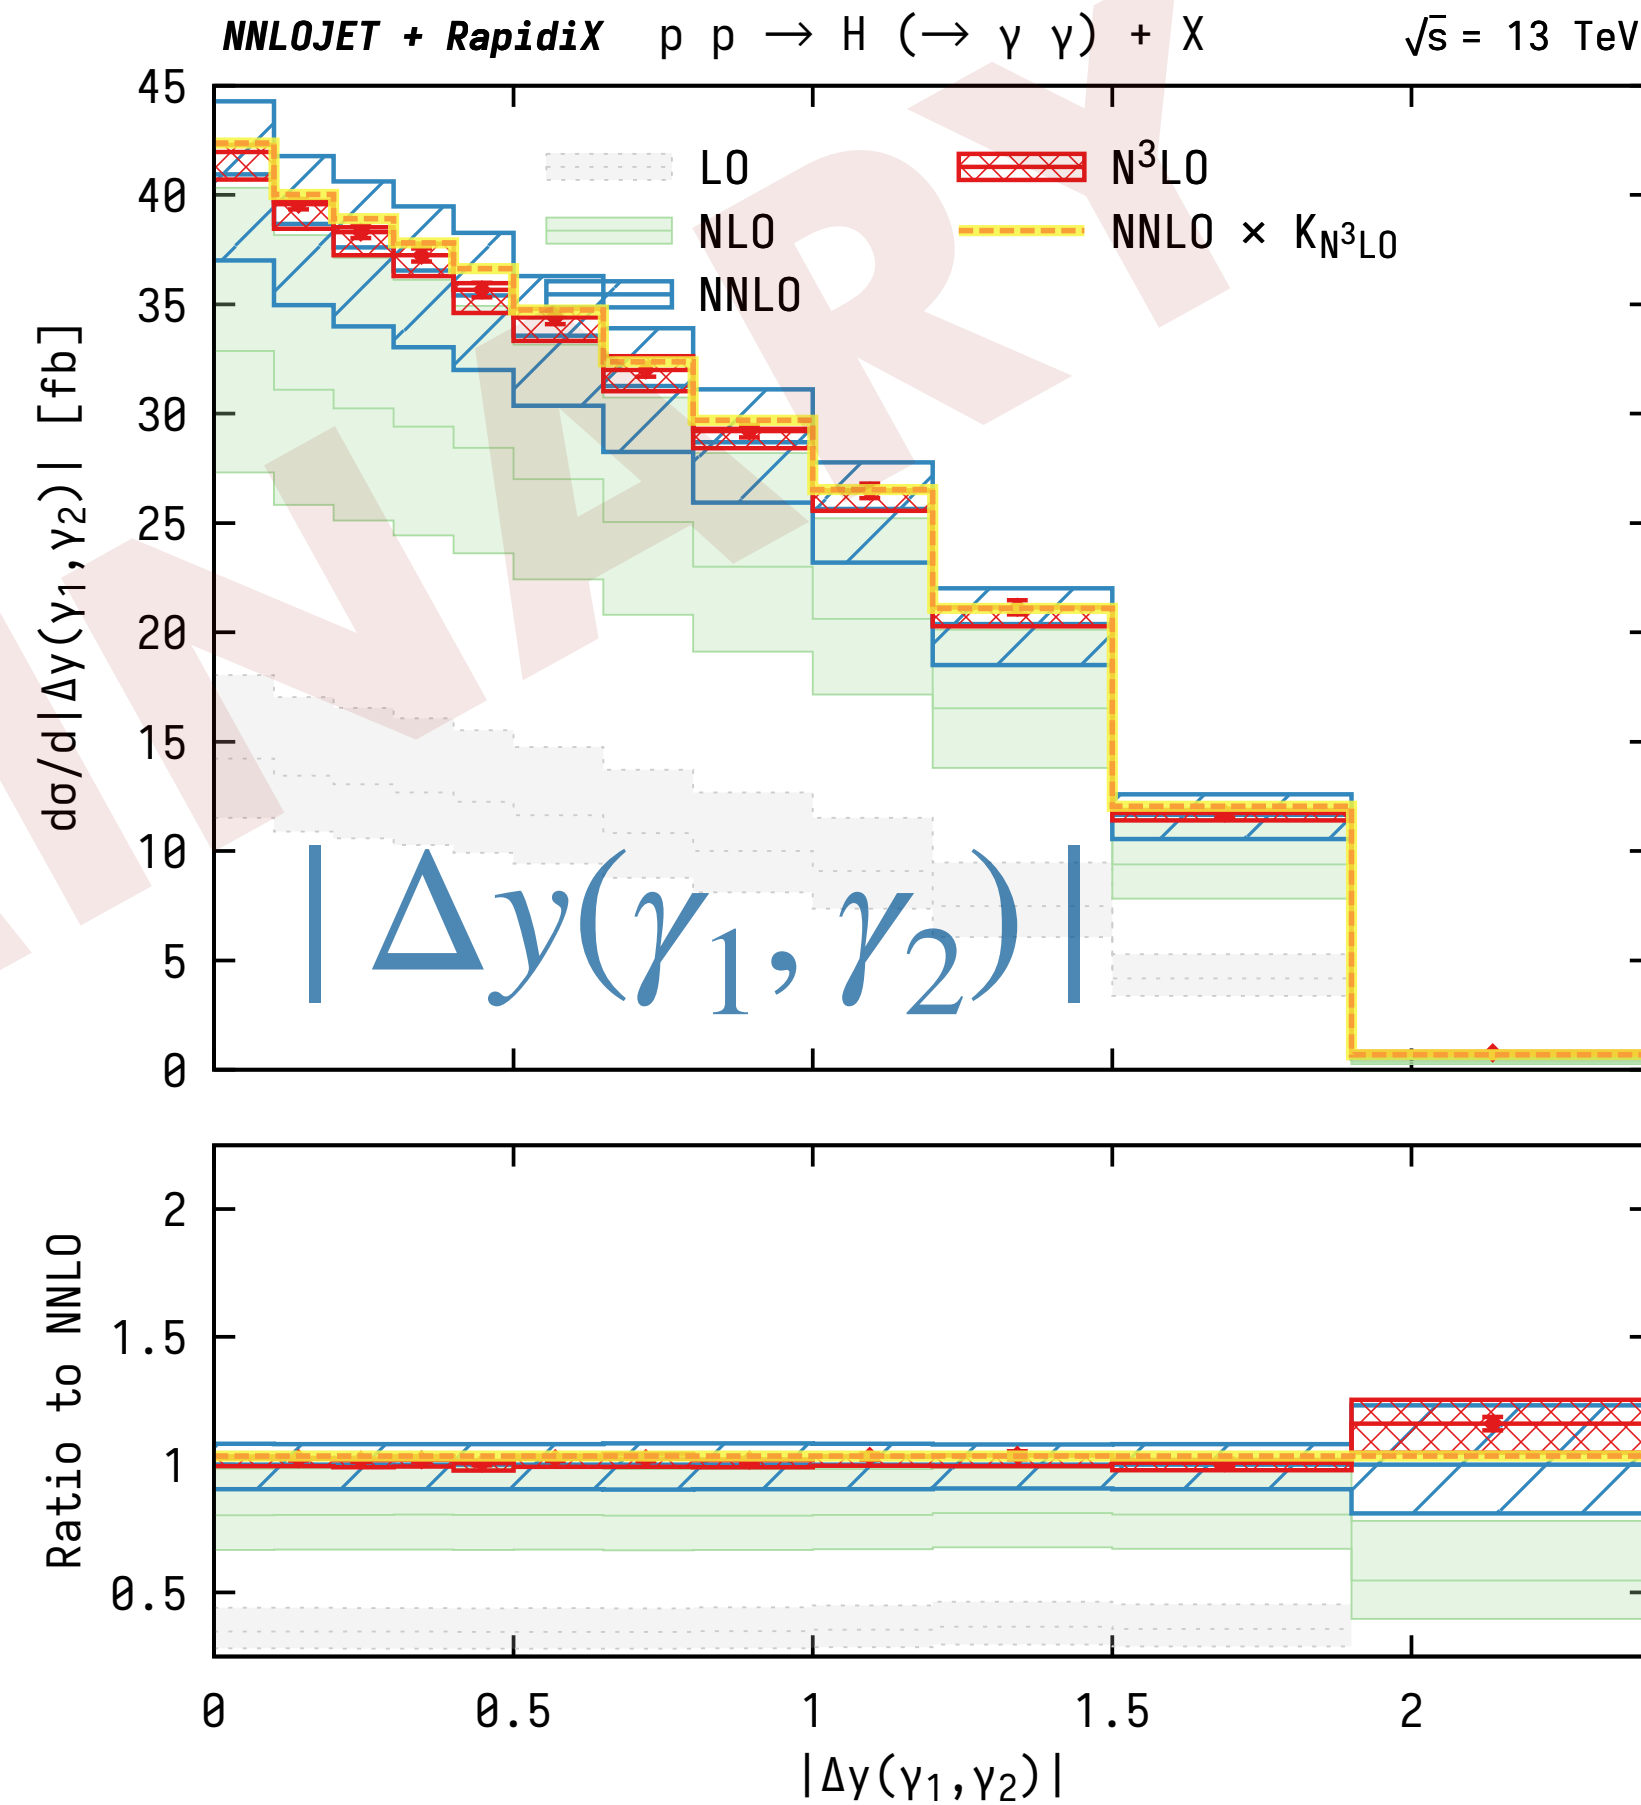 NNLOJET + RapidiX p p → H (→ γ γ) + X √s = 13 TeV
45
40
35
30
25
20
15
10
5
0
dσ/d|Δy(γ₁,γ₂)| [fb]
LO
NLO
NNLO
N³LO
NNLO × K_N³LO
|Δy(γ₁,γ₂)|
INARY
2
1.5
1
0.5
Ratio to NNLO
0 0.5 1 1.5 2
|Δy(γ₁,γ₂)|